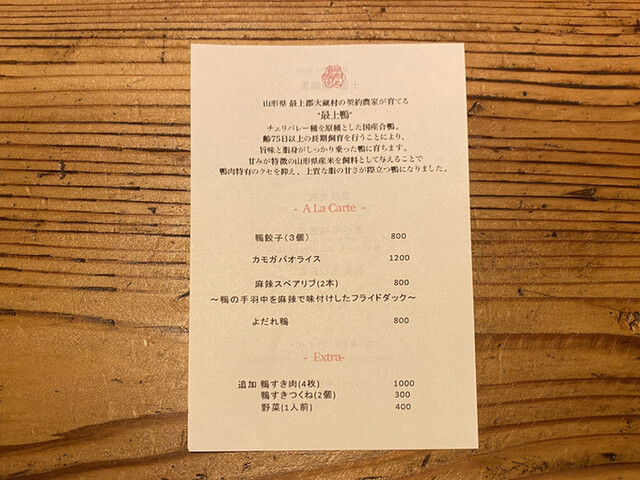 山形県 最上郡大蔵村の契約農家が育てる
"最上鴨"
チェリバレー種を原種とした国産合鴨。
齢75日以上の長期飼育を行うことにより、
旨味と脂身がしっかり乗った鴨に育ちます。
甘みが特徴の山形県産米を飼料として与えることで
鴨肉特有のクセを抑え、上質な脂の甘さが際立つ鴨になりました。
- A La Carte -
鴨餃子(3個) 800
カモガパオライス 1200
麻辣スペアリブ(2本) 800
～鴨の手羽中を麻辣で味付けしたフライドダック～
よだれ鴨 800
- Extra-
追加 鴨すき肉(4枚) 1000
鴨すきつくね(2個) 300
野菜(1人前) 400